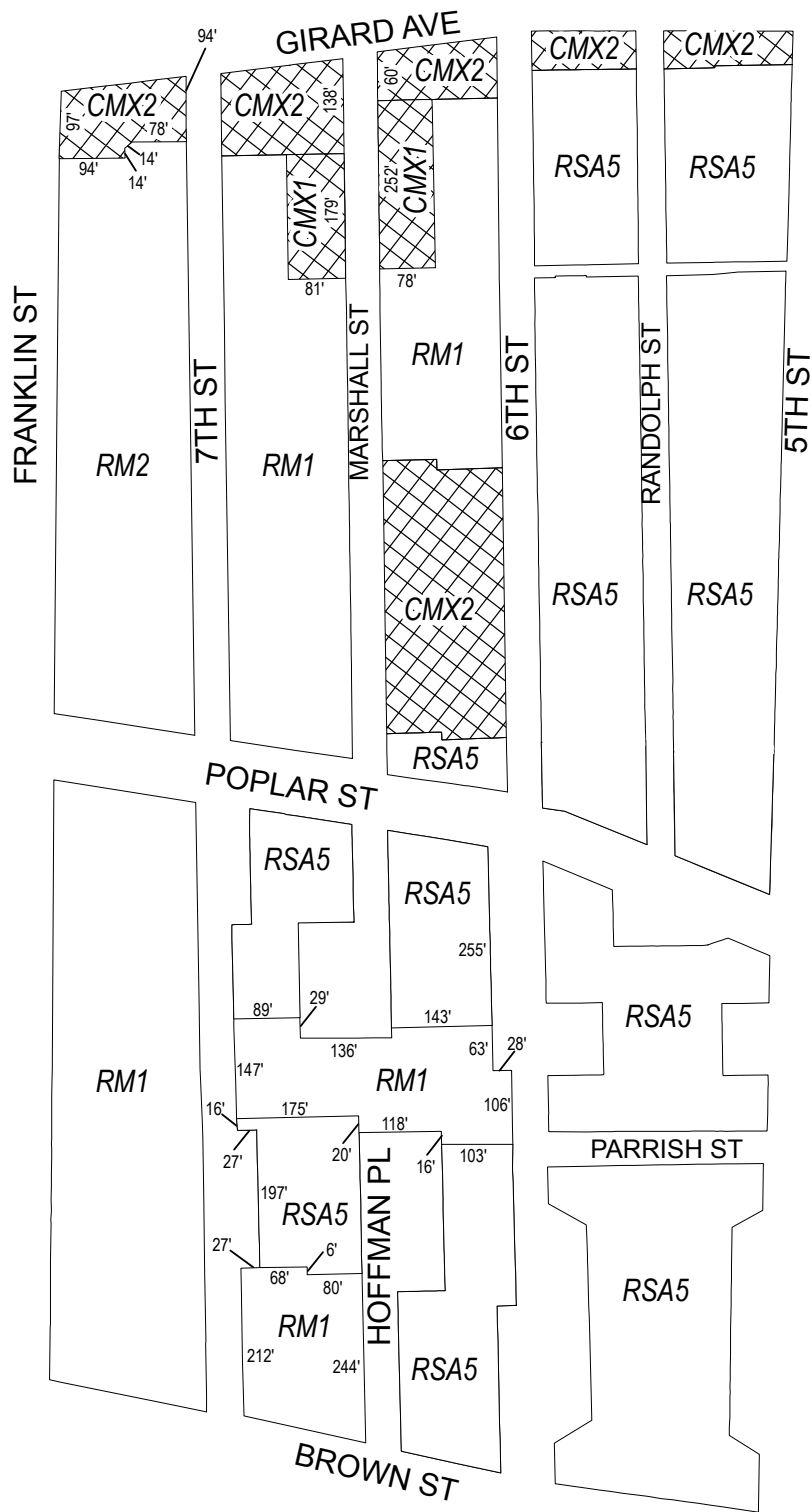 94'
GIRARD AVE
CMX2
97'
78'
14'
94'
14'
CMX2
138'
60'
CMX2
CMX2
CMX2
CMX1
179'
81'
252'
CMX1
78'
RSA5
RSA5
FRANKLIN ST
7TH ST
MARSHALL ST
6TH ST
RANDOLPH ST
5TH ST
RM2
RM1
RM1
CMX2
RSA5
RSA5
RSA5
POPLAR ST
RSA5
RSA5
255'
89'
29'
143'
136'
63'
28'
RSA5
RM1
147'
RM1
106'
16'
175'
118'
27'
20'
16'
103'
PARRISH ST
197'
RSA5
HOFFMAN PL
27'
6'
68'
80'
RM1
212'
244'
RSA5
RSA5
BROWN ST